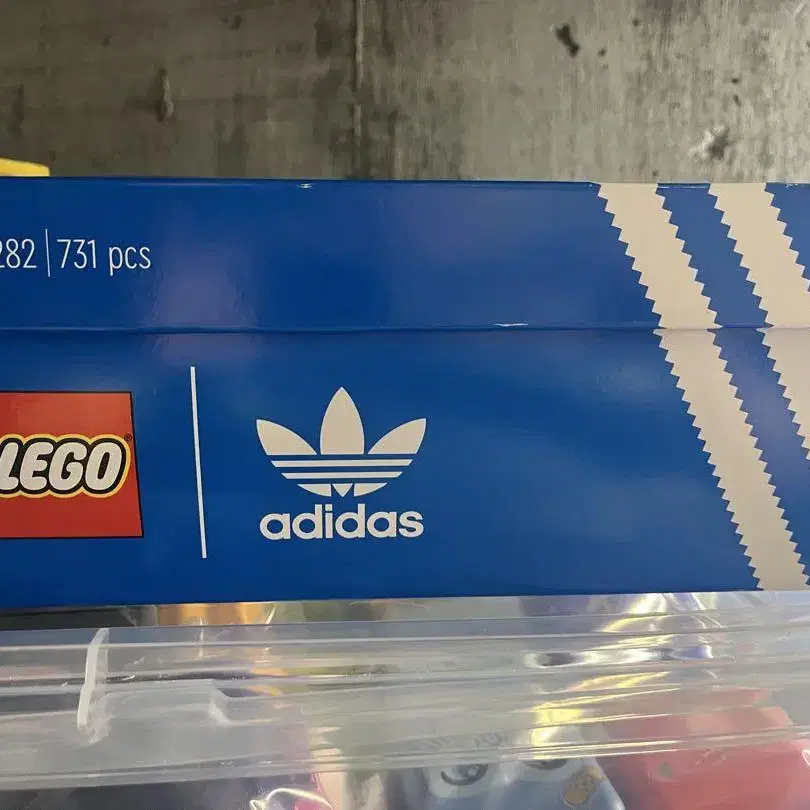 282 | 731 pcs
LEGO®
adidas